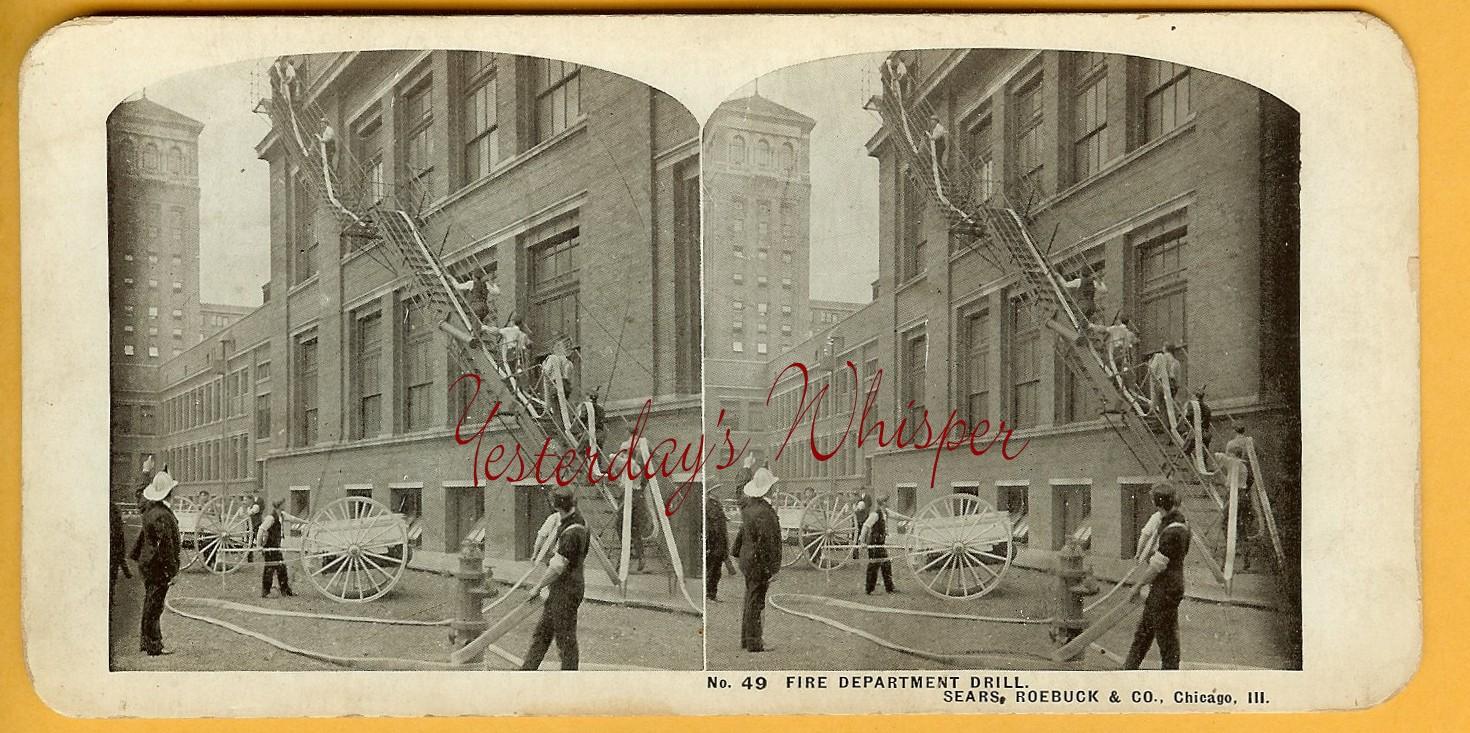 Yesterday's Whisper
No. 49 FIRE DEPARTMENT DRILL.
SEARS, ROEBUCK & CO., Chicago, Ill.